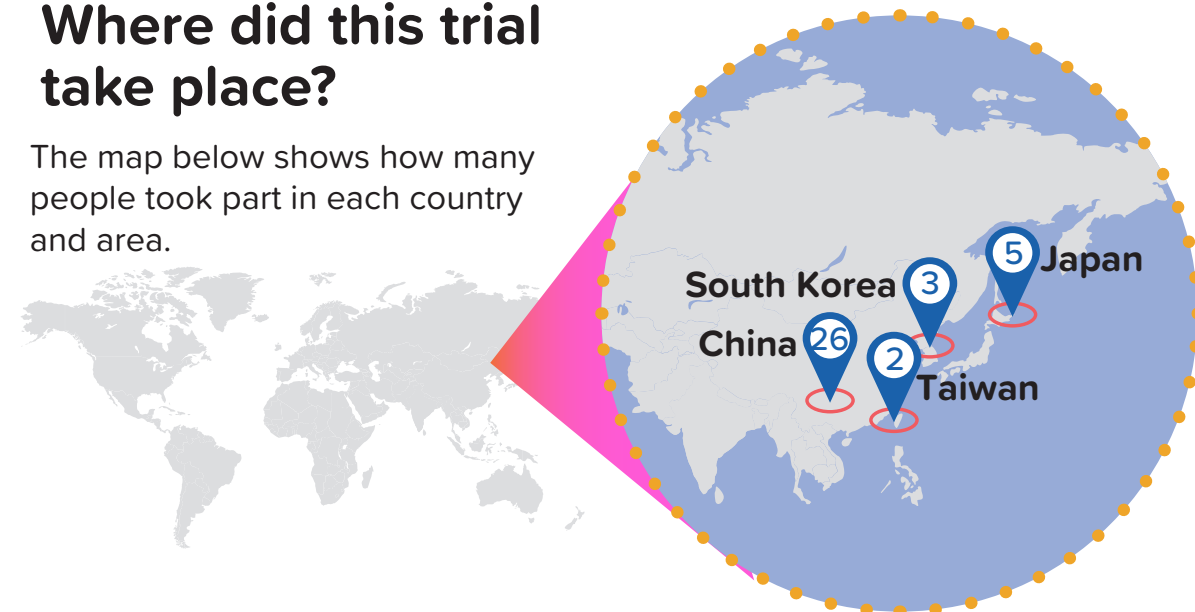 Where did this trial
take place?
The map below shows how many
people took part in each country
and area.
5 Japan
South Korea 3
China 26
2 Taiwan